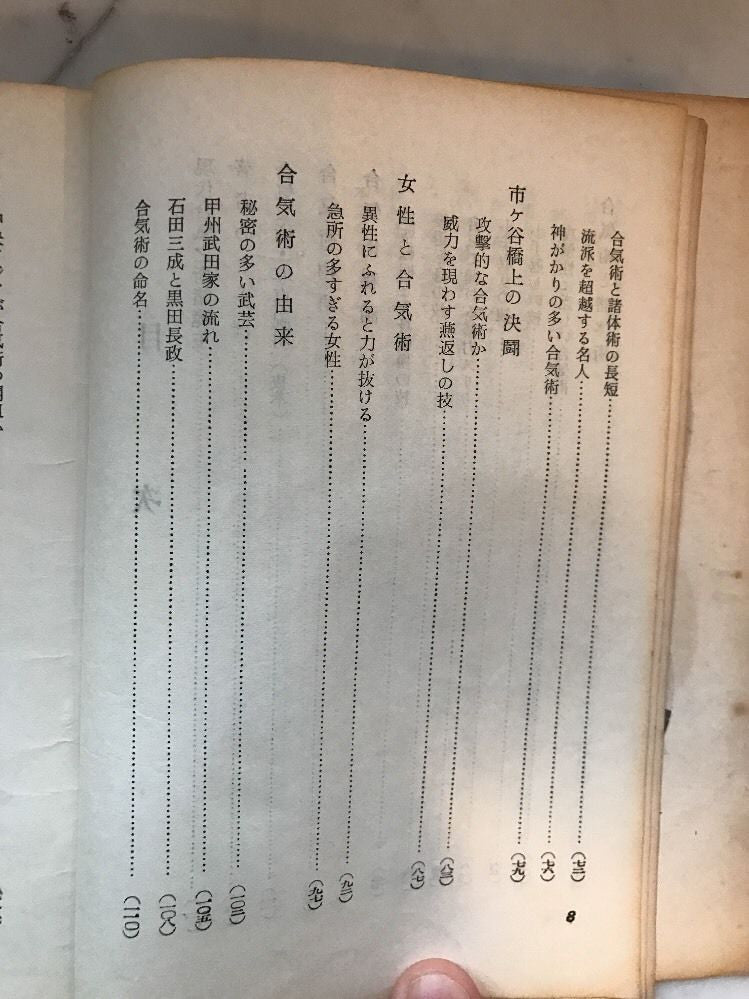 合気術と諸体術の長短……(七二)
流派を超越する名人……(七六)
神がかりの多い合気術……(七九)
市ヶ谷橋上の決闘
攻撃的な合気術か……(八三)
威力を現わす燕返しの技……(八七)
女性と合気術
異性にふれると力が抜ける……(九二)
急所の多すぎる女性……(九七)
合気術の由来
秘密の多い武芸……(一〇二)
甲州武田家の流れ……(一〇五)
石田三成と黒田長政……(一〇八)
合気術の命名……(一一〇)
8